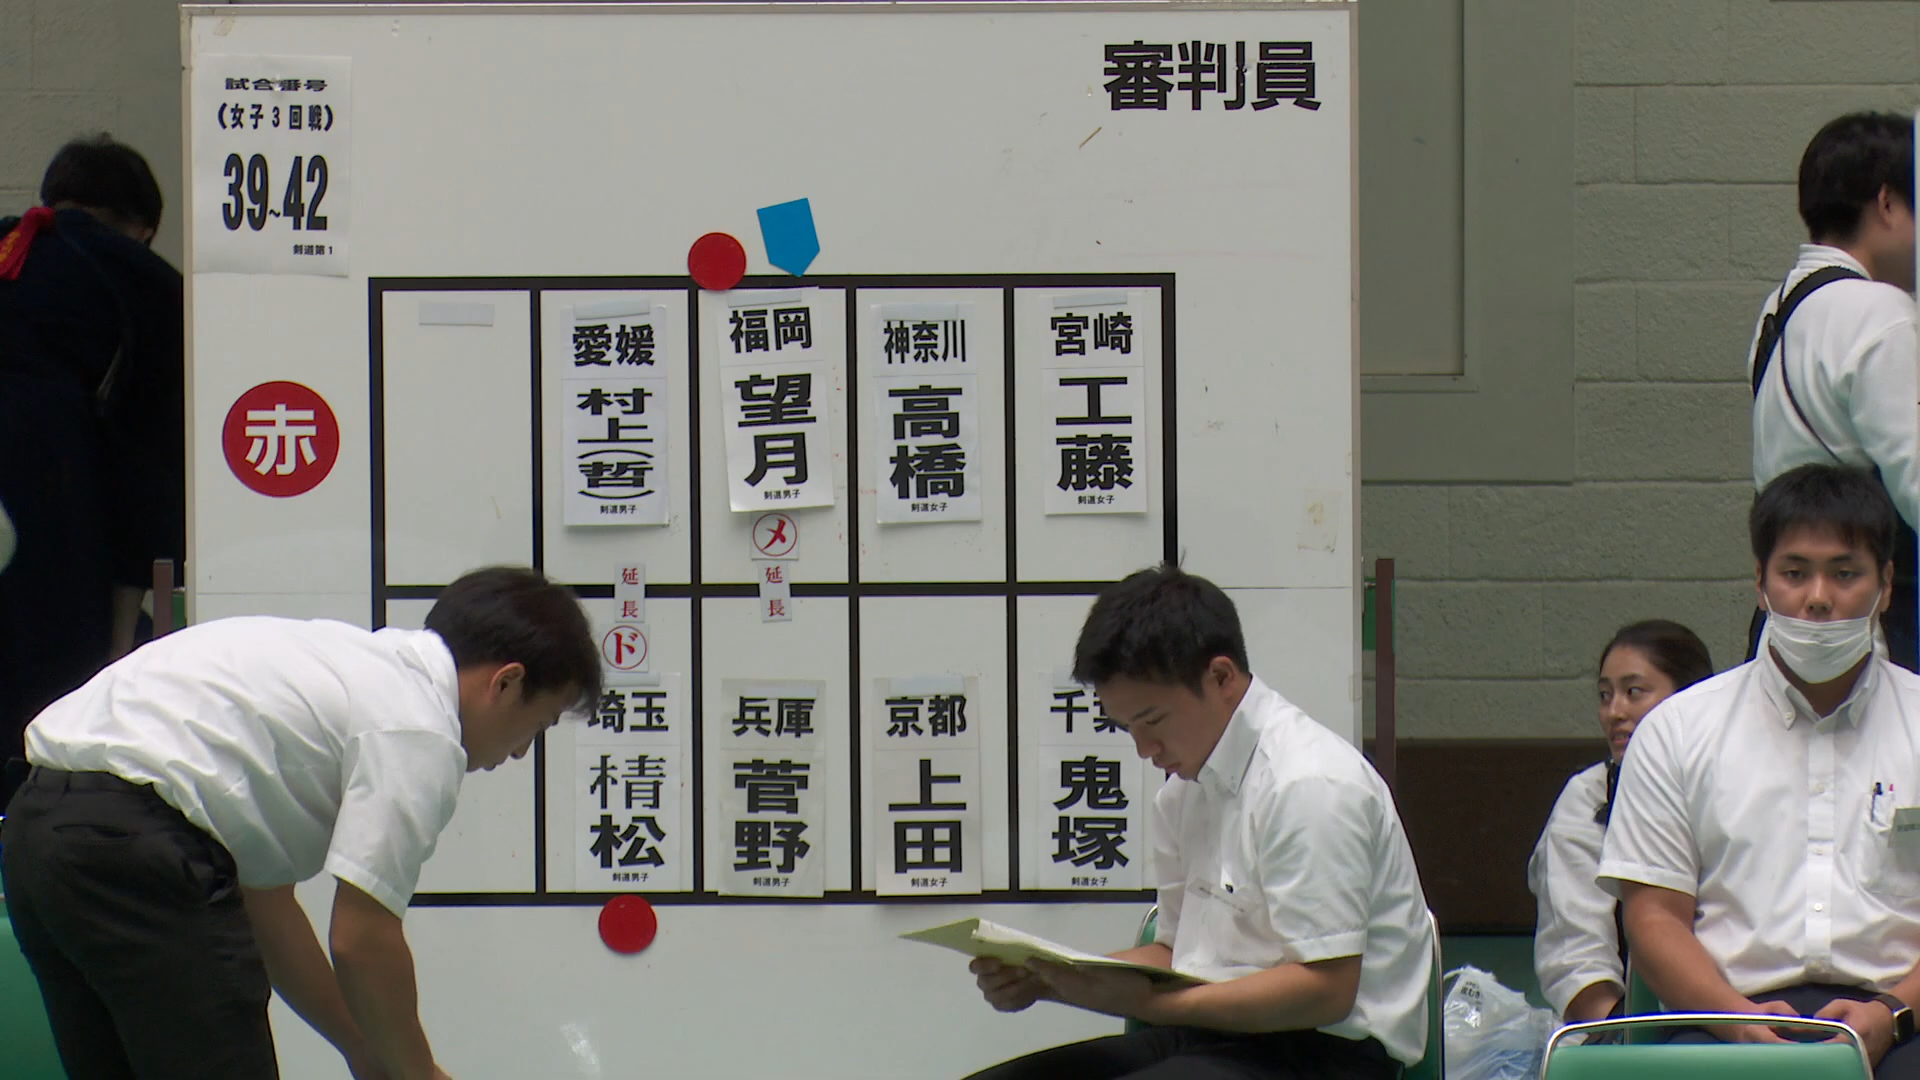 審判員
試合番号
(女子3回戦)
39~42
剣道第1
赤
愛媛
村上(哲)
剣道男子
福岡
望月
剣道男子
神奈川
高橋
剣道女子
宮崎
工藤
剣道女子
メ
延長
延長
ド
埼玉
棈松
剣道男子
兵庫
菅野
剣道男子
京都
上田
剣道女子
千葉
鬼塚
剣道女子